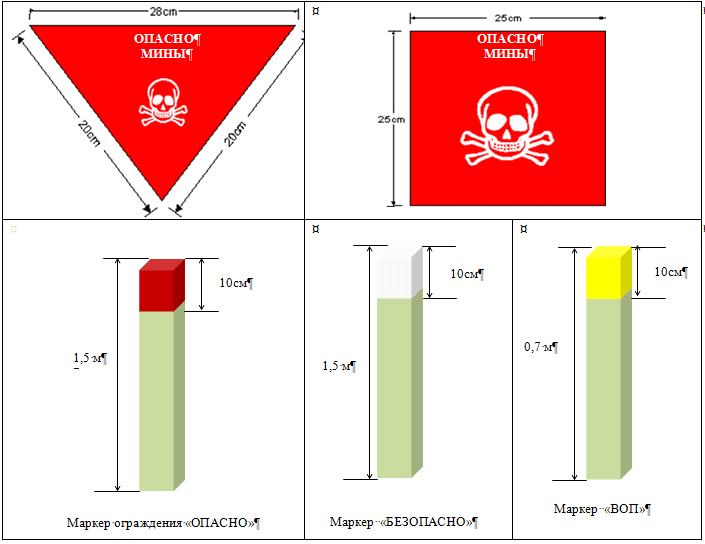 28cm
ОПАСНО¶
МИНЫ¶
20cm
20cm
¤
25cm
ОПАСНО¶
МИНЫ¶
25cm
¤
10см¶
1,5·м¶
Маркер·ограждения·«ОПАСНО»¶
¤
10см¶
1,5·м¶
Маркер··«БЕЗОПАСНО»¶
¤
10см¶
0,7·м¶
Маркер··«ВОП»¶